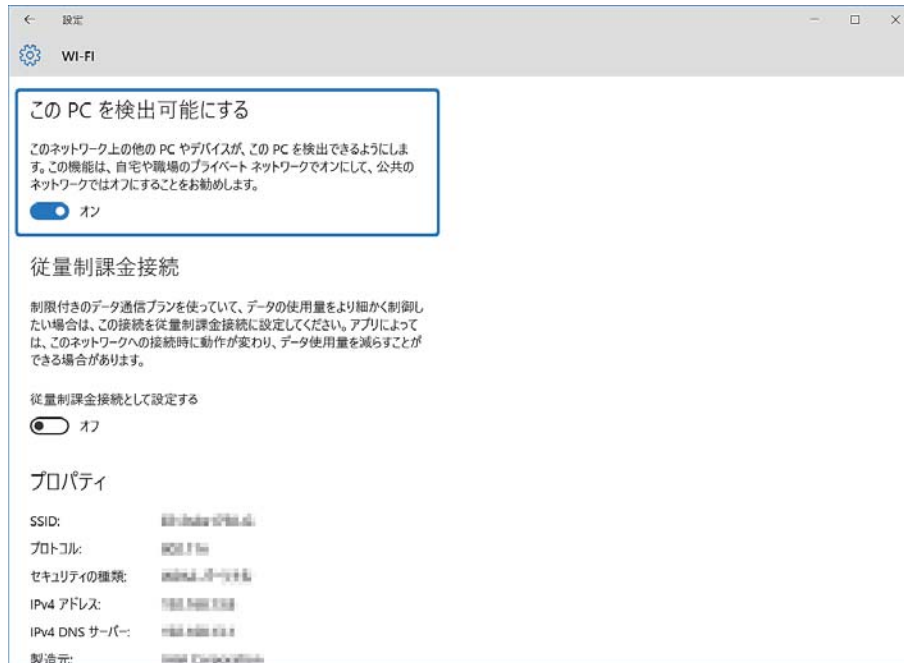 設定
WI-FI
この PC を検出可能にする
このネットワーク上の他の PC やデバイスが、この PC を検出できるようにしま
す。この機能は、自宅や職場のプライベート ネットワークでオンにして、公共の
ネットワークではオフにすることをお勧めします。
オン
従量制課金接続
制限付きのデータ通信プランを使っていて、データの使用量をより細かく制御し
たい場合は、この接続を従量制課金接続に設定してください。アプリによって
は、このネットワークへの接続時に動作が変わり、データ使用量を減らすことが
できる場合があります。
従量制課金接続として設定する
オフ
プロパティ
SSID:
プロトコル:
セキュリティの種類:
IPv4 アドレス:
IPv4 DNS サーバー:
製造元: